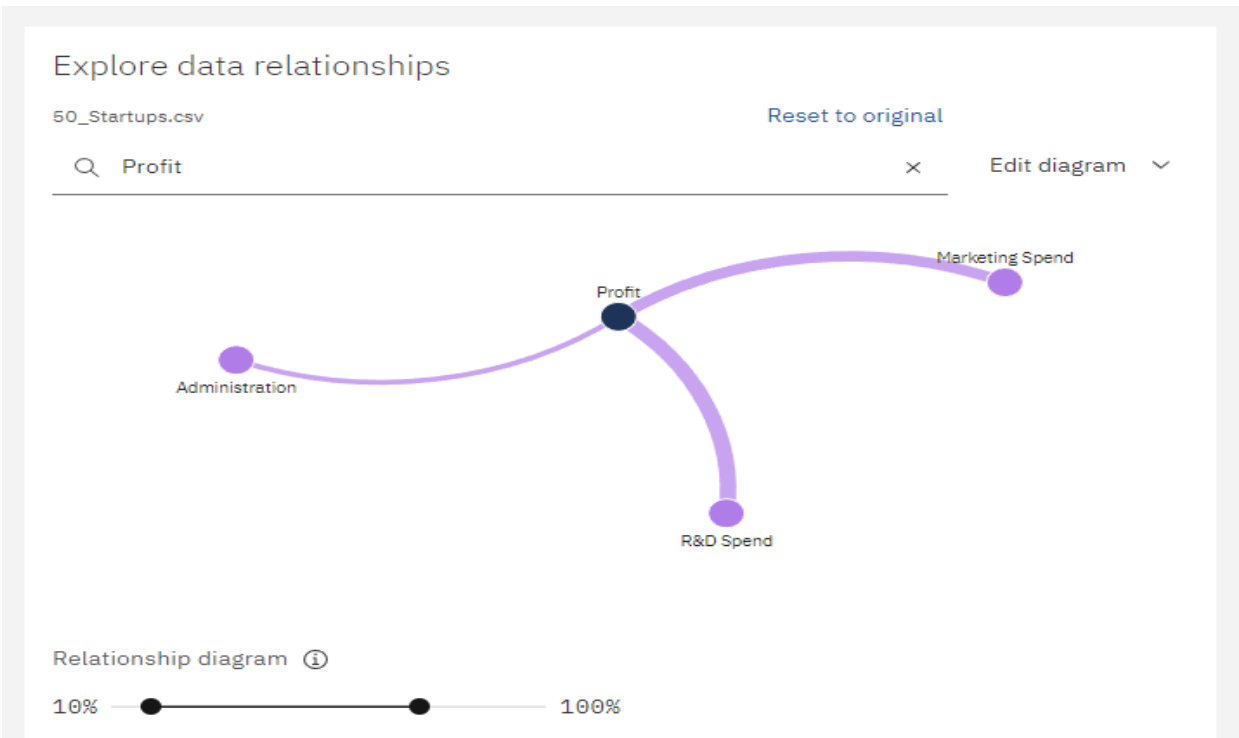 Explore data relationships
50_Startups.csv
Reset to original
Profit
Edit diagram
Marketing Spend
Profit
Administration
R&D Spend
Relationship diagram
10% 100%